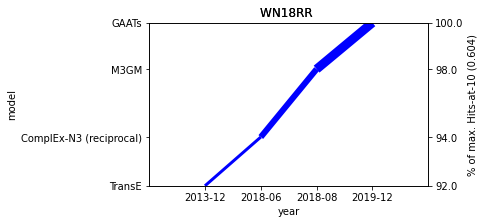 WN18RR
GAATs
M3GM
ComplEx-N3 (reciprocal)
TransE
model
100.0
98.0
94.0
92.0
% of max. Hits-at-10 (0.604)
2013-12 2018-06 2018-08 2019-12
year